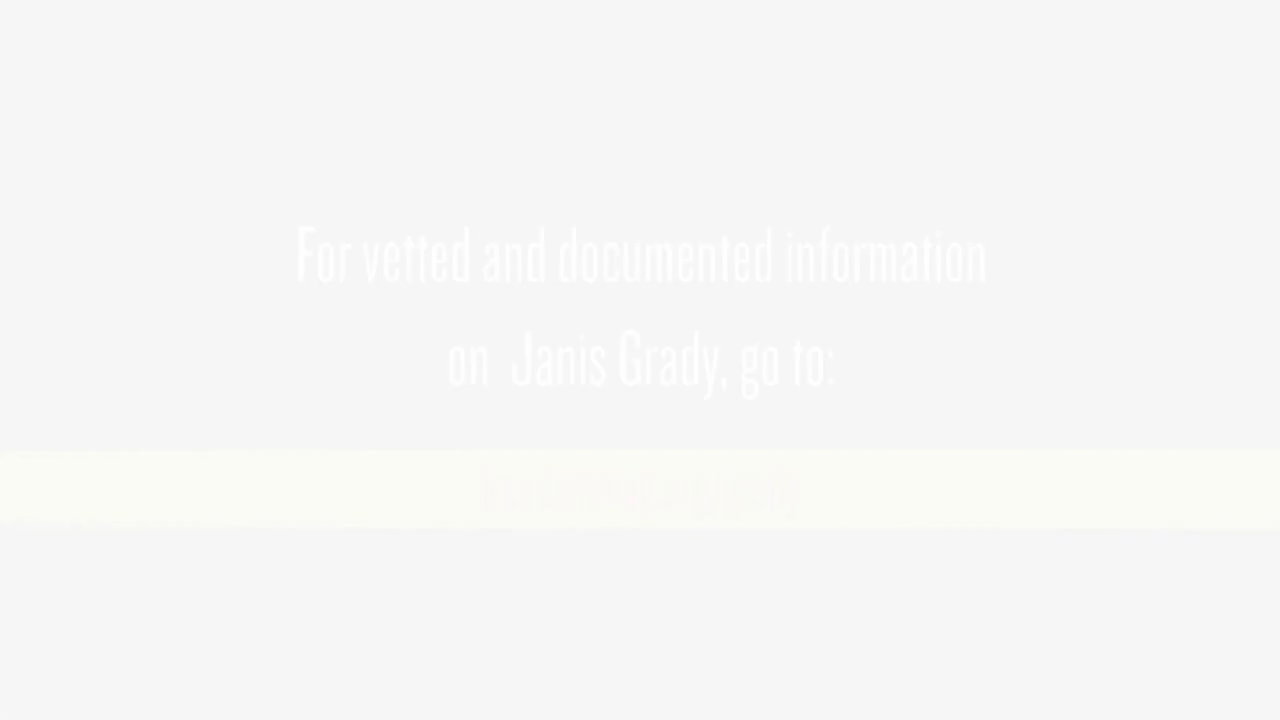 For vetted and documented information
on Janis Grady, go to: